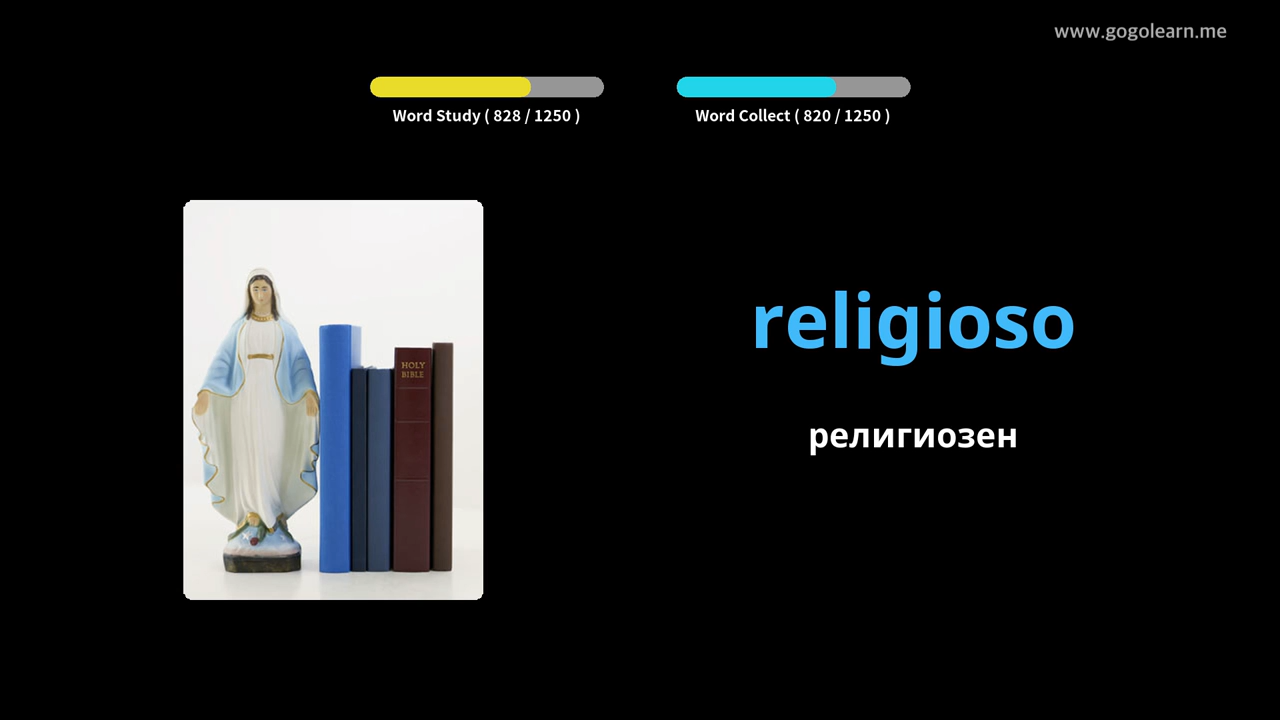 www.gogolearn.me
Word Study ( 828 / 1250 )
Word Collect ( 820 / 1250 )
religioso
религиозен
HOLY
BIBLE